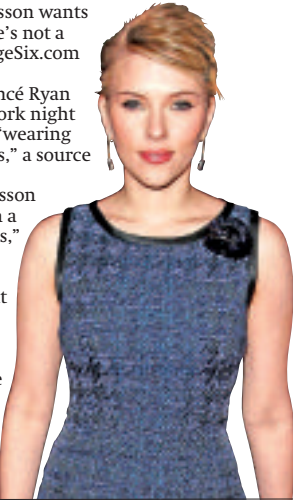 sson wants
e's not a
geSix.com
ncé Ryan
ork night
"wearing
s," a source
sson
n a
s,"
t
e